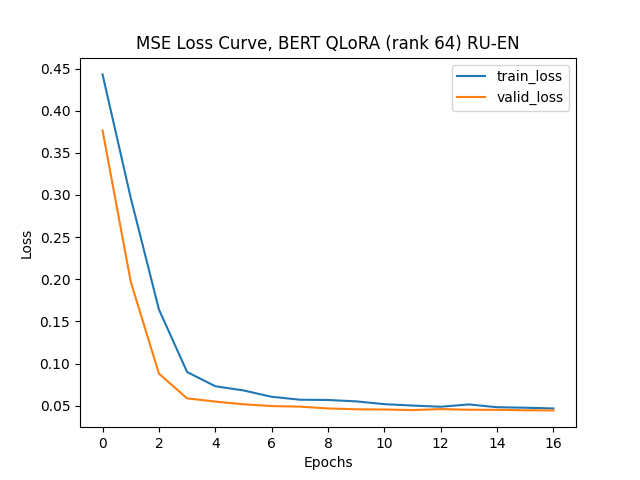 MSE Loss Curve, BERT QLoRA (rank 64) RU-EN
train_loss
valid_loss
0.45
0.40
0.35
0.30
0.25
0.20
0.15
0.10
0.05
Loss
0 2 4 6 8 10 12 14 16
Epochs